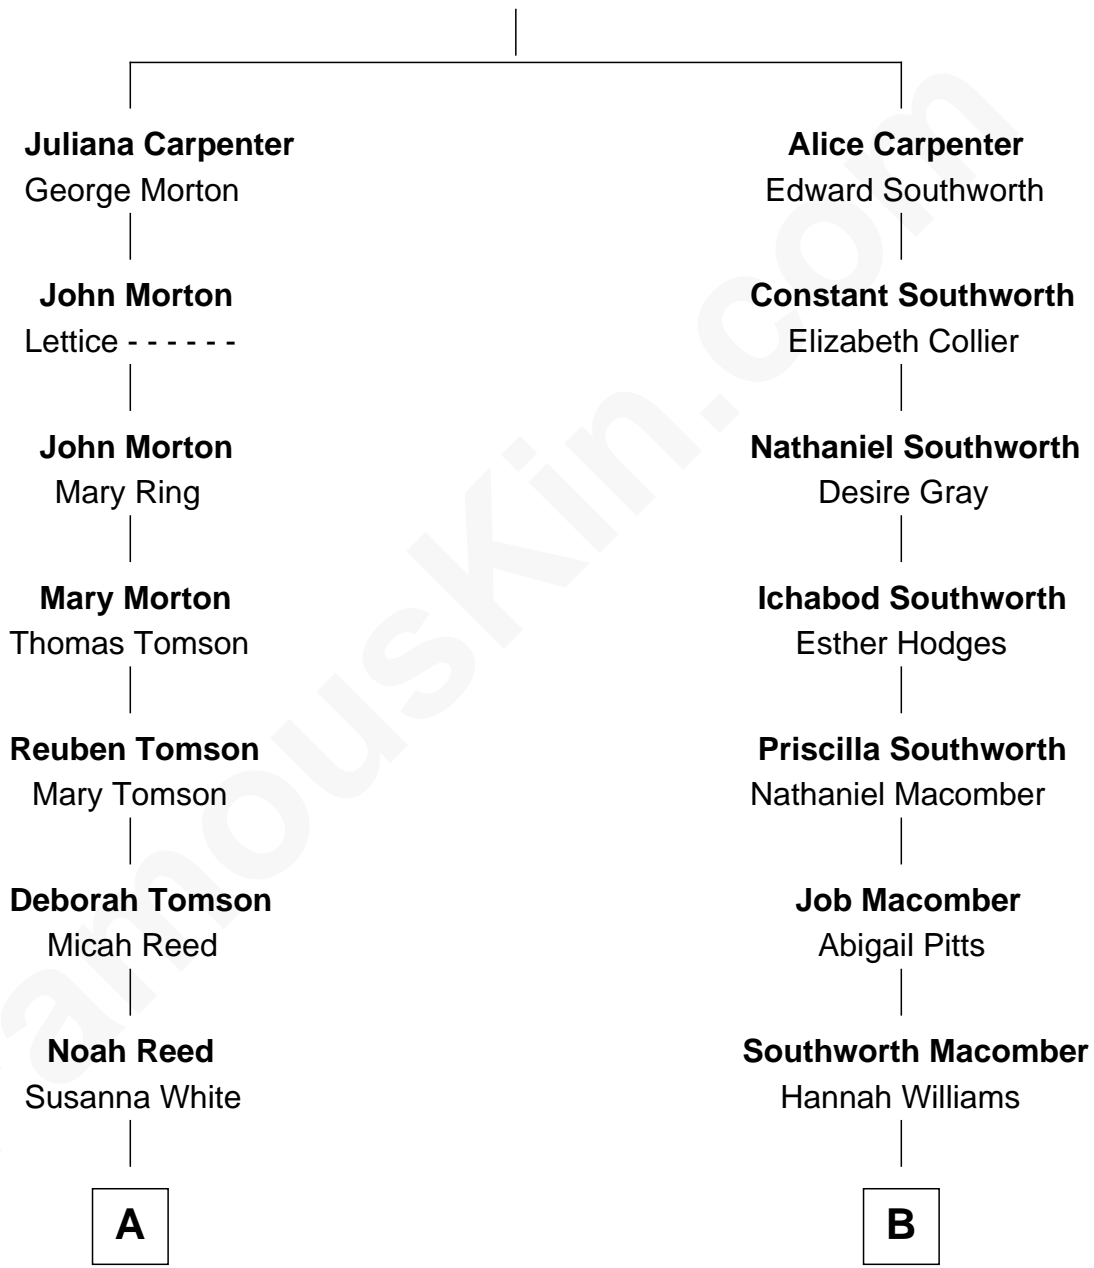 Juliana Carpenter
George Morton
John Morton
Lettice - - - - - -
John Morton
Mary Ring
Mary Morton
Thomas Tomson
Reuben Tomson
Mary Tomson
Deborah Tomson
Micah Reed
Noah Reed
Susanna White
A
Alice Carpenter
Edward Southworth
Constant Southworth
Elizabeth Collier
Nathaniel Southworth
Desire Gray
Ichabod Southworth
Esther Hodges
Priscilla Southworth
Nathaniel Macomber
Job Macomber
Abigail Pitts
Southworth Macomber
Hannah Williams
B
amouskin.com